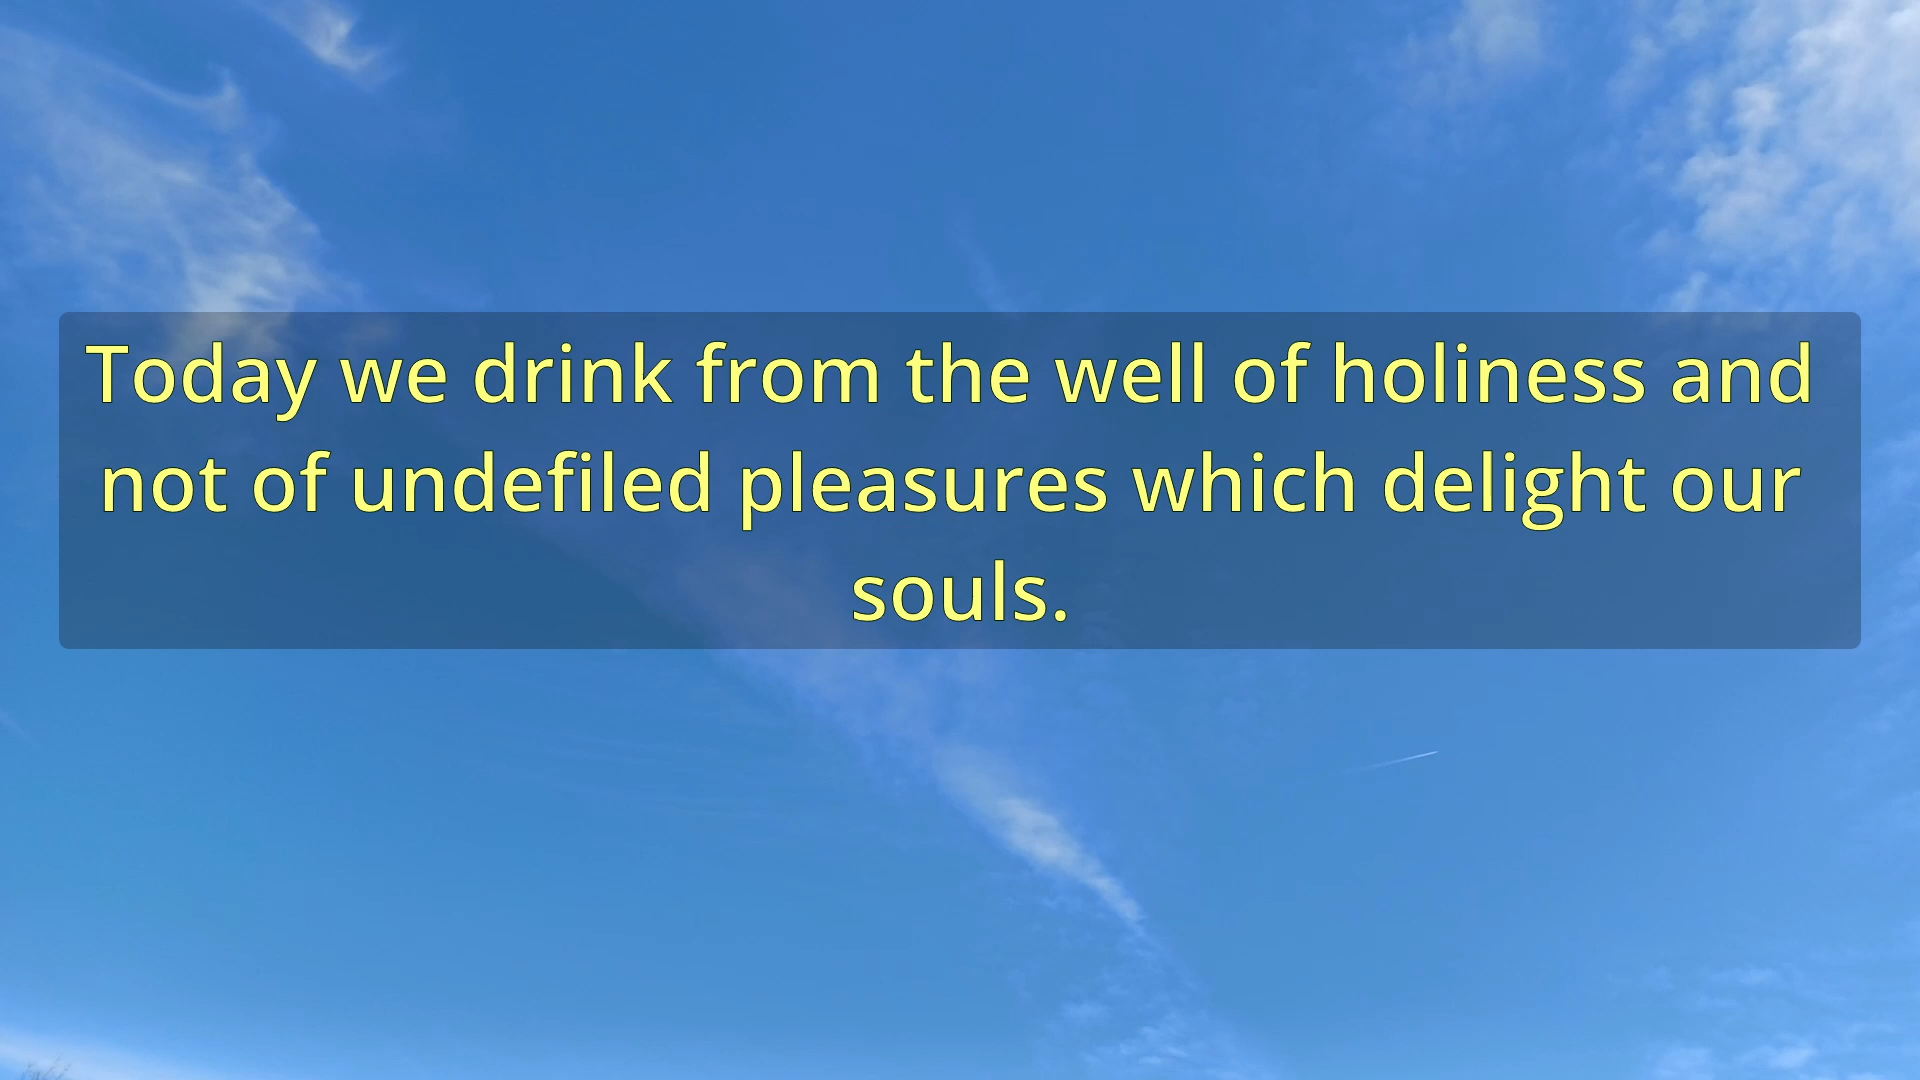 Today we drink from the well of holiness and
not of undefiled pleasures which delight our
souls.